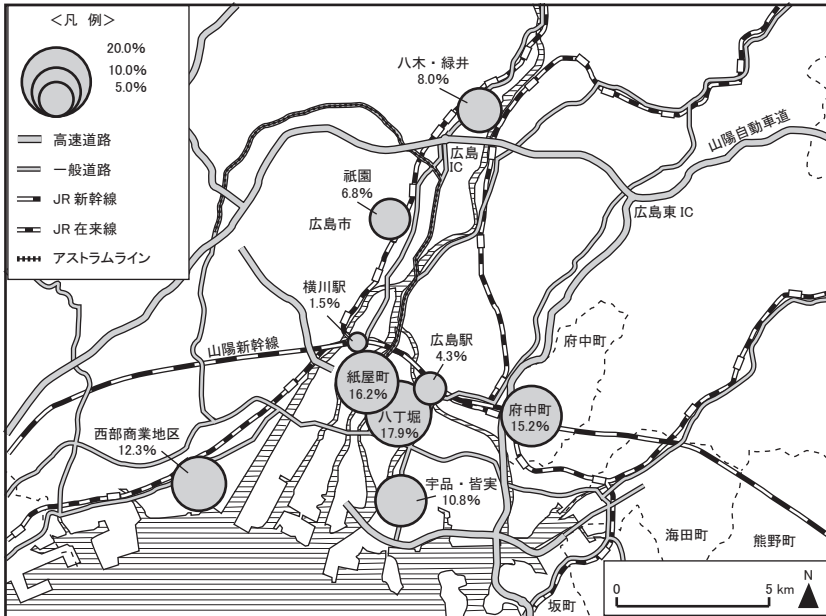 <凡 例>
20.0%
10.0%
5.0%
高速道路
一般道路
JR 新幹線
JR 在来線
アストラムライン
八木・緑井
8.0%
山陽自動車道
広島
IC
祇園
6.8%
広島市
広島東 IC
横川駅
1.5%
山陽新幹線
広島駅
4.3%
府中町
紙屋町
16.2%
八丁堀
17.9%
府中町
15.2%
西部商業地区
12.3%
宇品・皆実
10.8%
海田町
熊野町
坂町
0
5 km
N